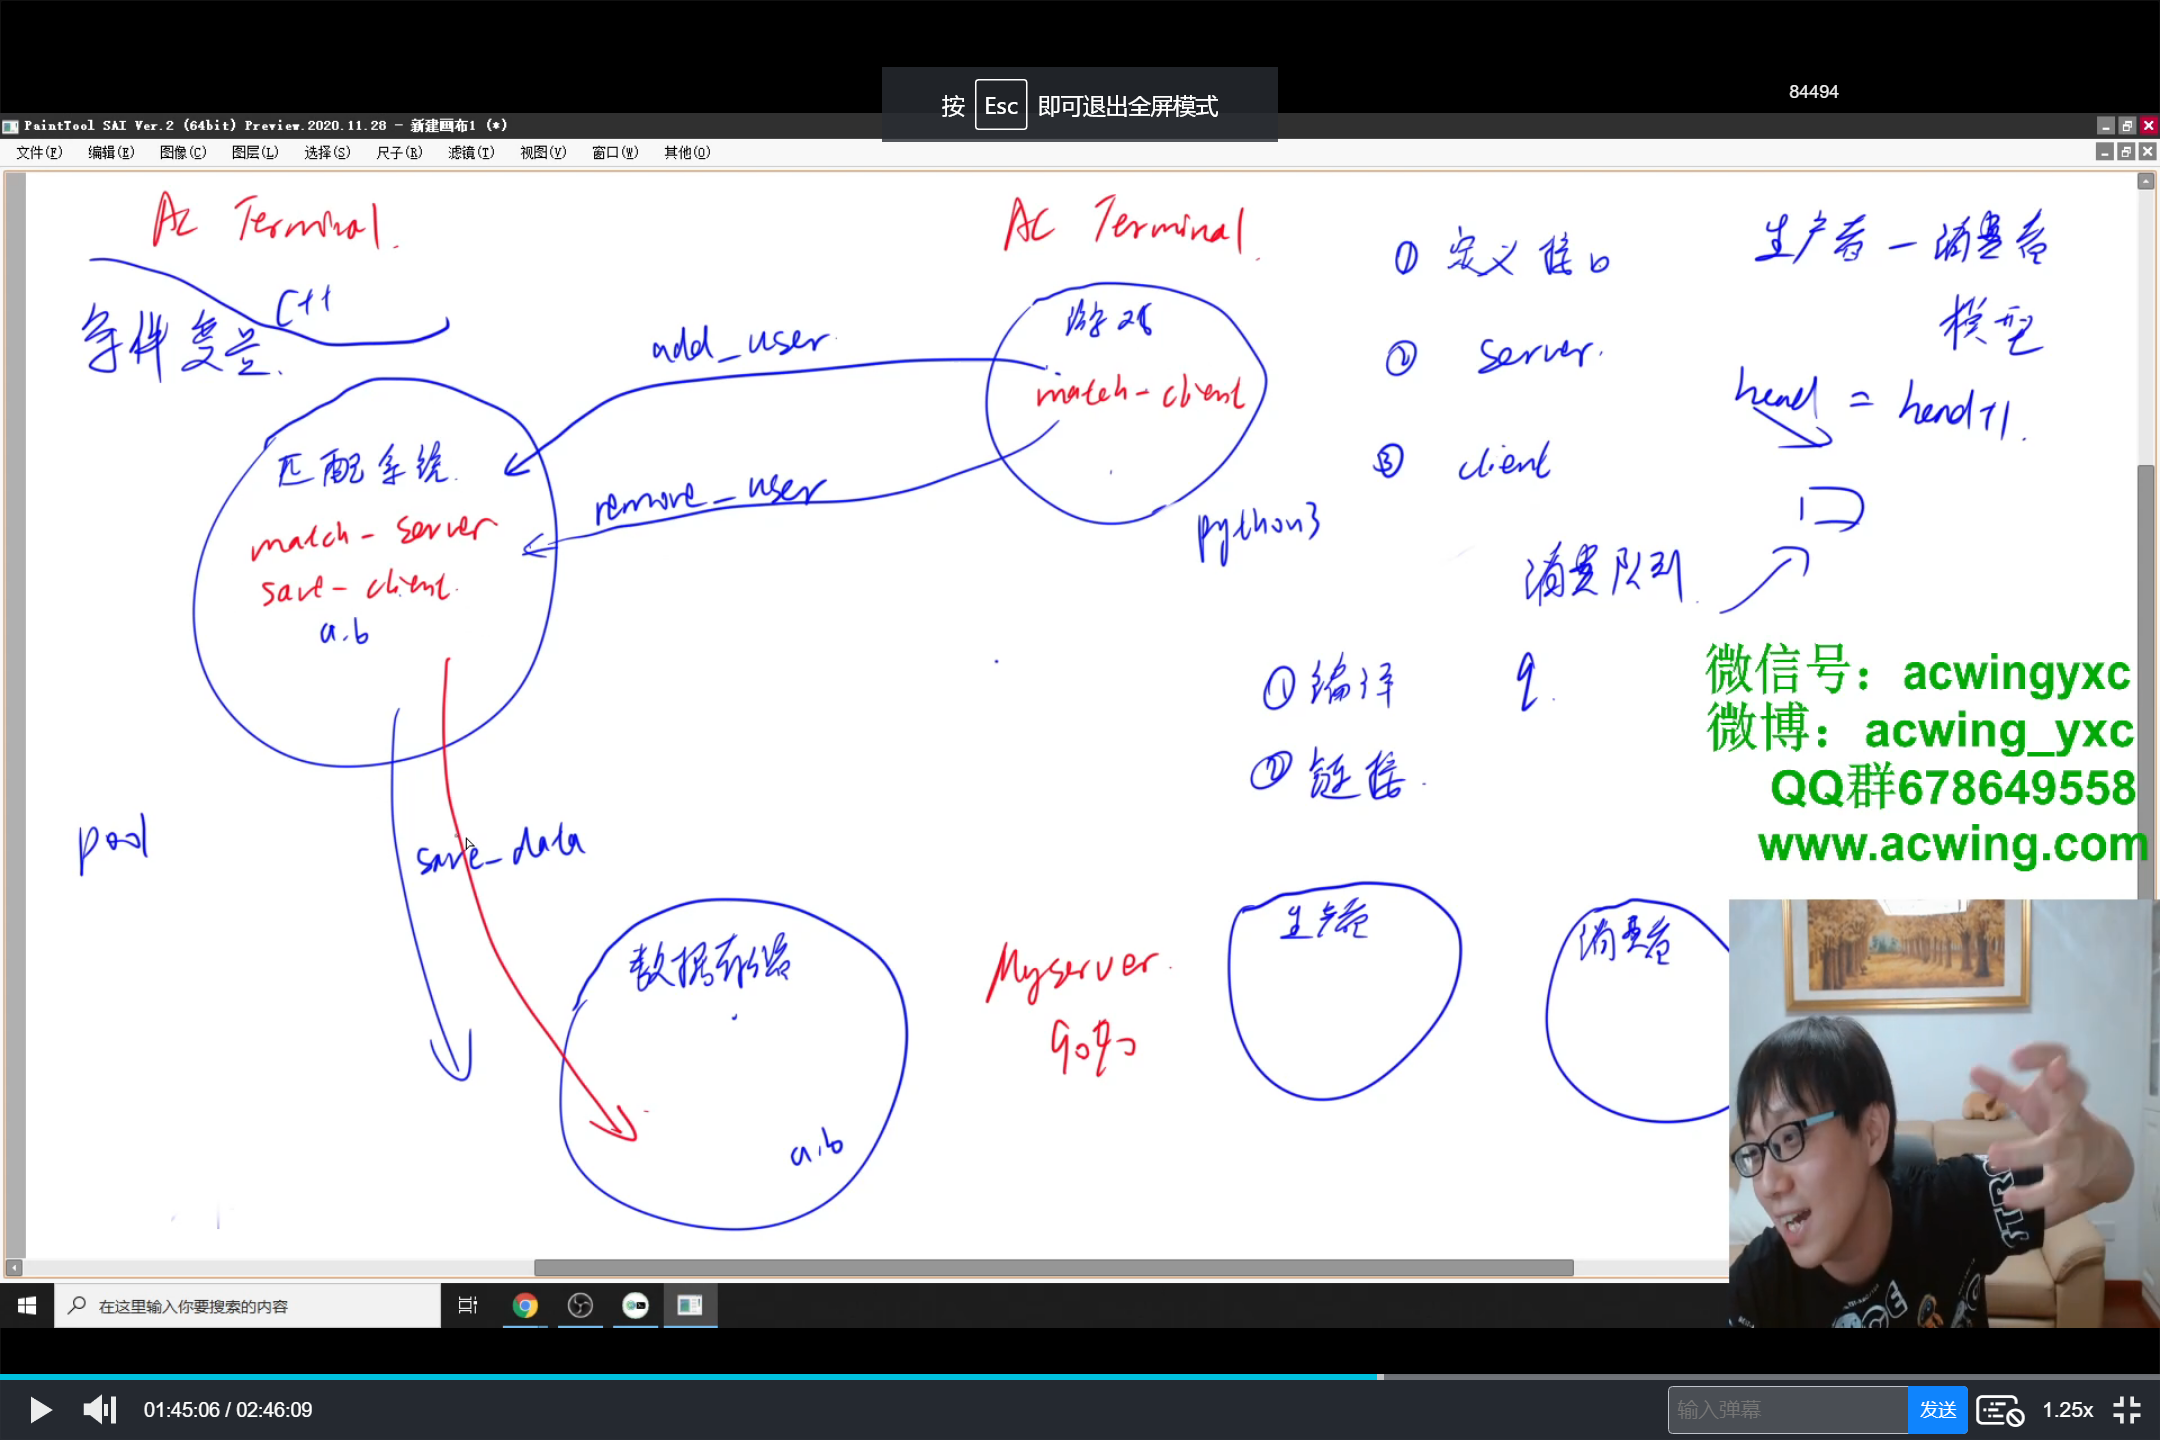 84494
按 Esc 即可退出全屏模式
PaintTool SAI Ver.2 (64bit) Preview.2020.11.28 - 新建画布1 (*)
文件(F) 编辑(E) 图像(C) 图层(L) 选择(S) 尺子(R) 滤镜(T) 视图(V) 窗口(W) 其他(O)
AC Terminal.
AC Terminal.
C++
条件变量.
add_user
remove_user
游戏
match-client
python3
匹配系统.
match-server
save-client.
a.b
pool
save_data
数据存储
a.b
Myserver.
① 定义接口
② server.
③ client
生产者-消费者
模型
head = head+1.
消费队列.
q.
①编译
②链接.
生产者
消费者
微信号：acwingyxc
微博：acwing_yxc
QQ群678649558
www.acwing.com
在这里输入你要搜索的内容
01:45:06 / 02:46:09
输入弹幕
发送
1.25x